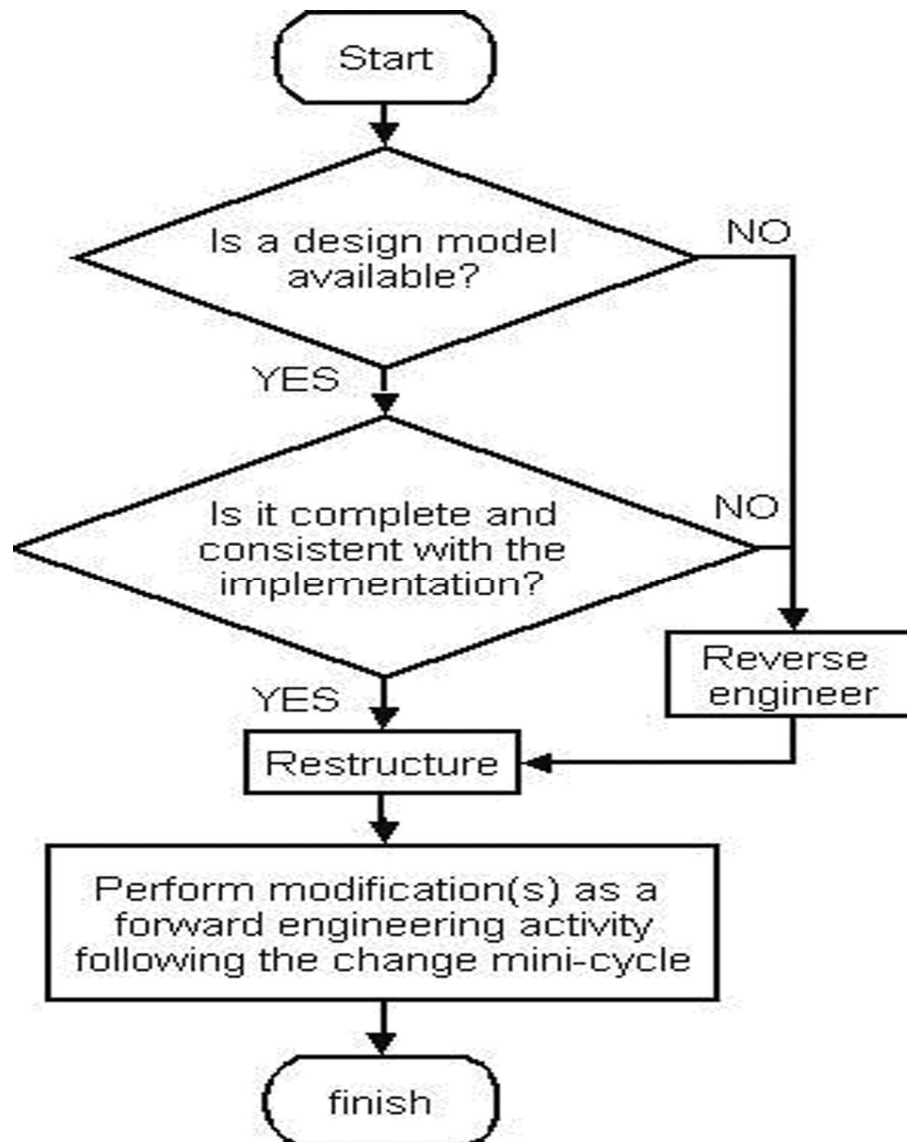 Start
Is a design model
available?
NO
YES
Is it complete and
consistent with the
implementation?
NO
YES
Reverse
engineer
Restructure
Perform modification(s) as a
forward engineering activity
following the change mini-cycle
finish